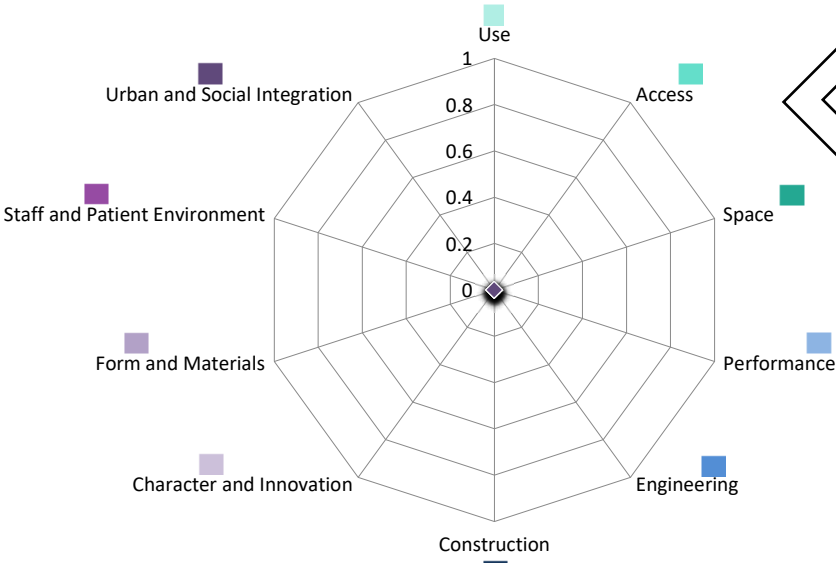 Use
1
Urban and Social Integration
Access
0.8
0.6
0.4
Staff and Patient Environment
Space
0.2
0
Form and Materials
Performance
Character and Innovation
Engineering
Construction